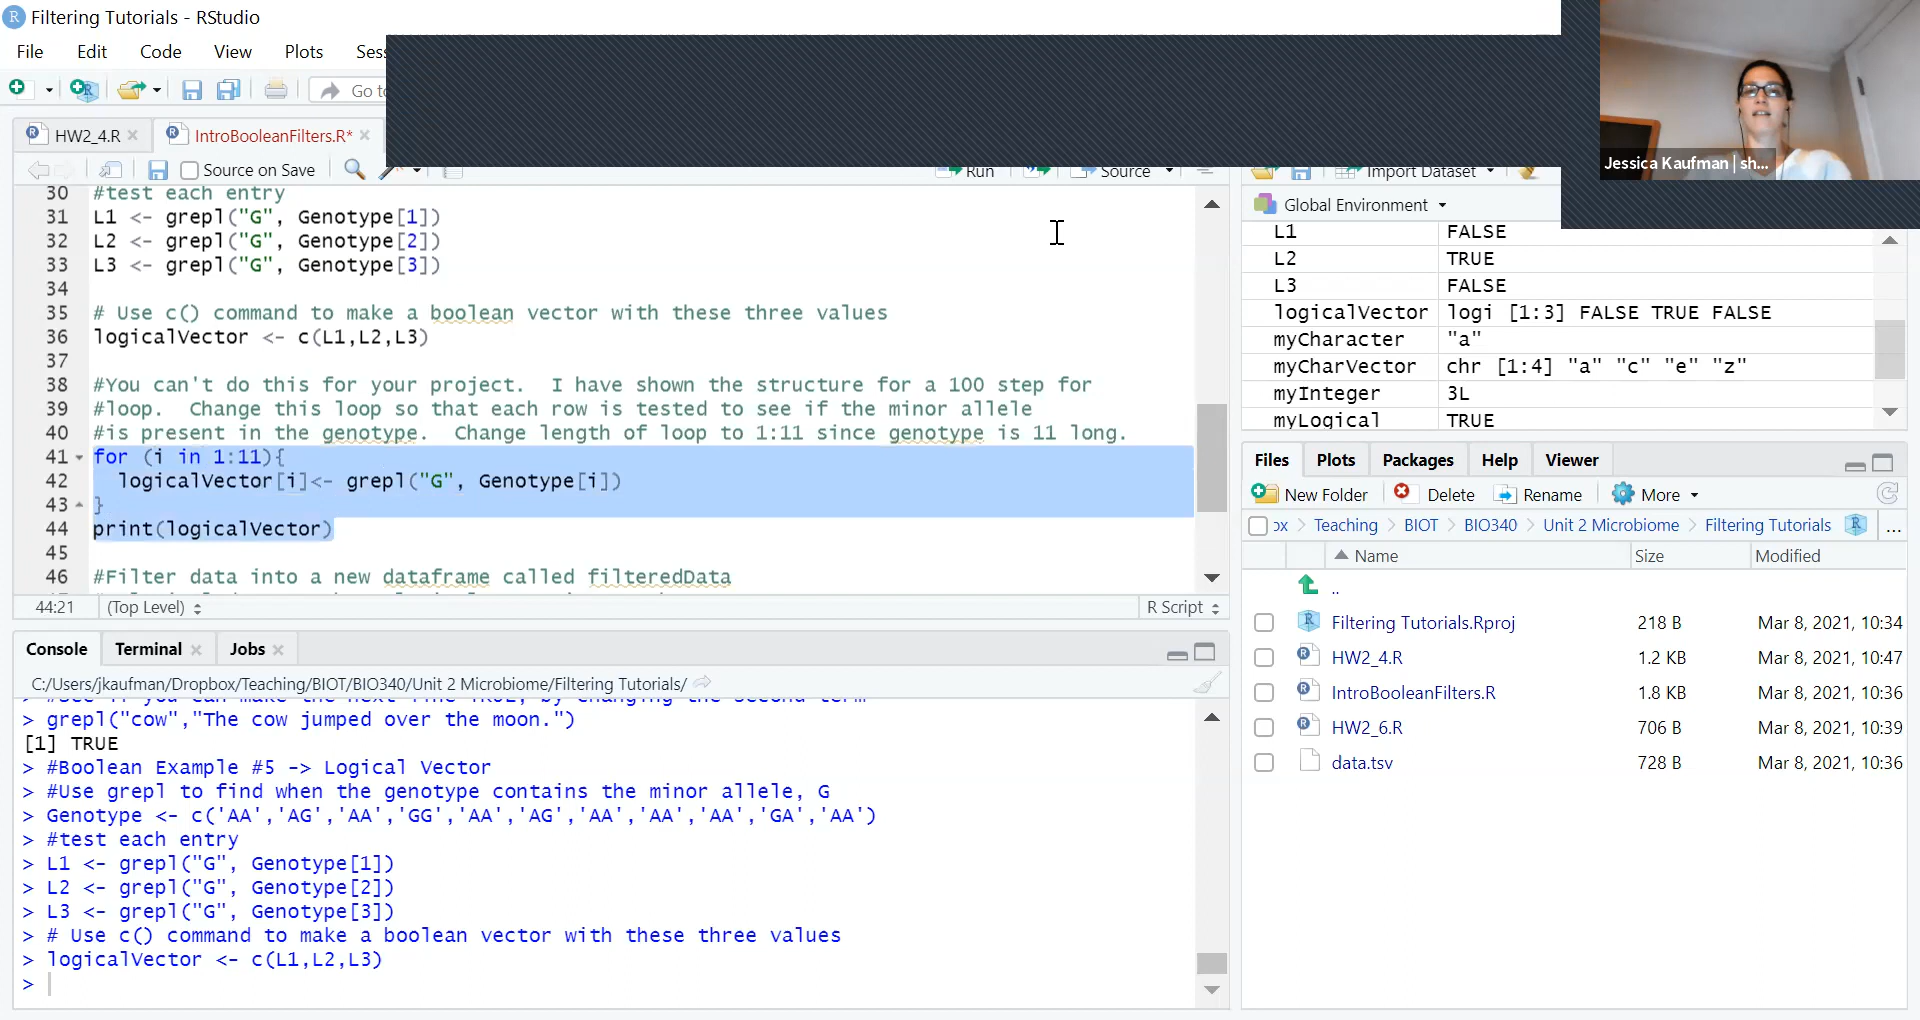 Filtering Tutorials - RStudio
File Edit Code View Plots Ses
Go to
HW2_4.R IntroBooleanFilters.R*
Source on Save Run Source
30 #test each entry
31 L1 <- grepl("G", Genotype[1])
32 L2 <- grepl("G", Genotype[2])
33 L3 <- grepl("G", Genotype[3])
34
35 # Use c() command to make a boolean vector with these three values
36 logicalVector <- c(L1,L2,L3)
37
38 #You can't do this for your project.  I have shown the structure for a 100 step for
39 #loop.  Change this loop so that each row is tested to see if the minor allele
40 #is present in the genotype.  Change length of loop to 1:11 since genotype is 11 long.
41 for (i in 1:11){
42   logicalVector[i]<- grepl("G", Genotype[i])
43 }
44 print(logicalVector)
45
46 #Filter data into a new dataframe called filteredData
44:21 (Top Level) R Script
Console Terminal Jobs
C:/Users/jkaufman/Dropbox/Teaching/BIOT/BIO340/Unit 2 Microbiome/Filtering Tutorials/
> #See if you can make the next line TRUE, by changing the second term
> grepl("cow","The cow jumped over the moon.")
[1] TRUE
> #Boolean Example #5 -> Logical Vector
> #Use grepl to find when the genotype contains the minor allele, G
> Genotype <- c('AA','AG','AA','GG','AA','AG','AA','AA','AA','GA','AA')
> #test each entry
> L1 <- grepl("G", Genotype[1])
> L2 <- grepl("G", Genotype[2])
> L3 <- grepl("G", Genotype[3])
> # Use c() command to make a boolean vector with these three values
> logicalVector <- c(L1,L2,L3)
>
Jessica Kaufman | sh...
Import Dataset
Global Environment
L1 FALSE
L2 TRUE
L3 FALSE
logicalVector logi [1:3] FALSE TRUE FALSE
myCharacter "a"
myCharVector chr [1:4] "a" "c" "e" "z"
myInteger 3L
myLogical TRUE
Files Plots Packages Help Viewer
New Folder Delete Rename More
ox > Teaching > BIOT > BIO340 > Unit 2 Microbiome > Filtering Tutorials ...
Name Size Modified
..
Filtering Tutorials.Rproj 218 B Mar 8, 2021, 10:34
HW2_4.R 1.2 KB Mar 8, 2021, 10:47
IntroBooleanFilters.R 1.8 KB Mar 8, 2021, 10:36
HW2_6.R 706 B Mar 8, 2021, 10:39
data.tsv 728 B Mar 8, 2021, 10:36